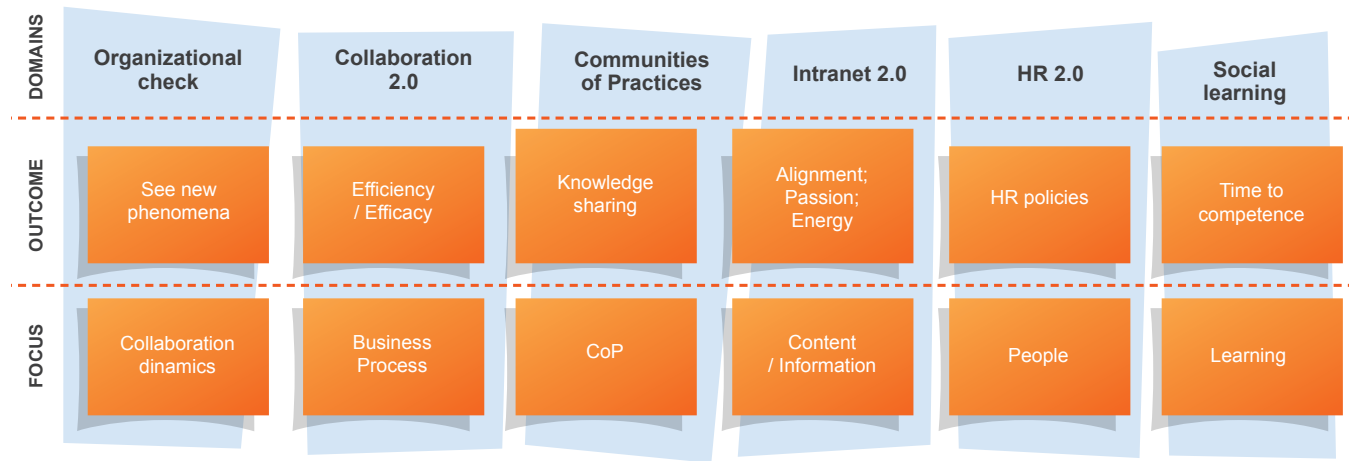 DOMAINS
Organizational
check
Collaboration
2.0
Communities
of Practices
Intranet 2.0
HR 2.0
Social
learning
OUTCOME
See new
phenomena
Efficiency
/ Efficacy
Knowledge
sharing
Alignment;
Passion;
Energy
HR policies
Time to
competence
FOCUS
Collaboration
dinamics
Business
Process
CoP
Content
/ Information
People
Learning